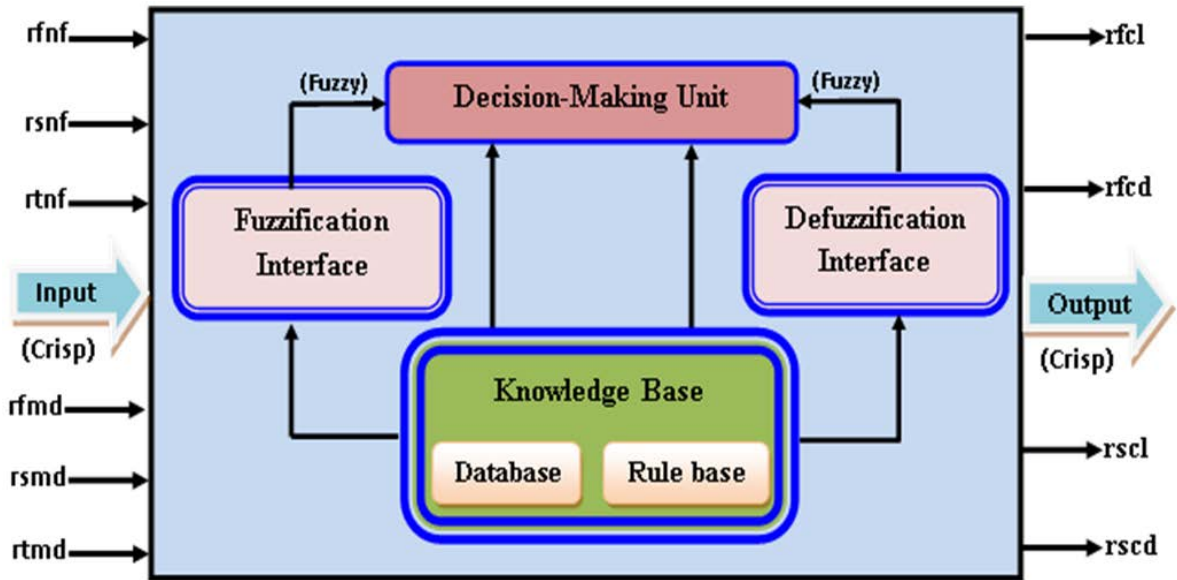 rfnf
rsnf
rtnf
Input
(Crisp)
rfmd
rsmd
rtmd
(Fuzzy)
Decision-Making Unit
(Fuzzy)
Fuzzification
Interface
Defuzzification
Interface
Knowledge Base
Database
Rule base
rfcl
rfcd
Output
(Crisp)
rscl
rscd